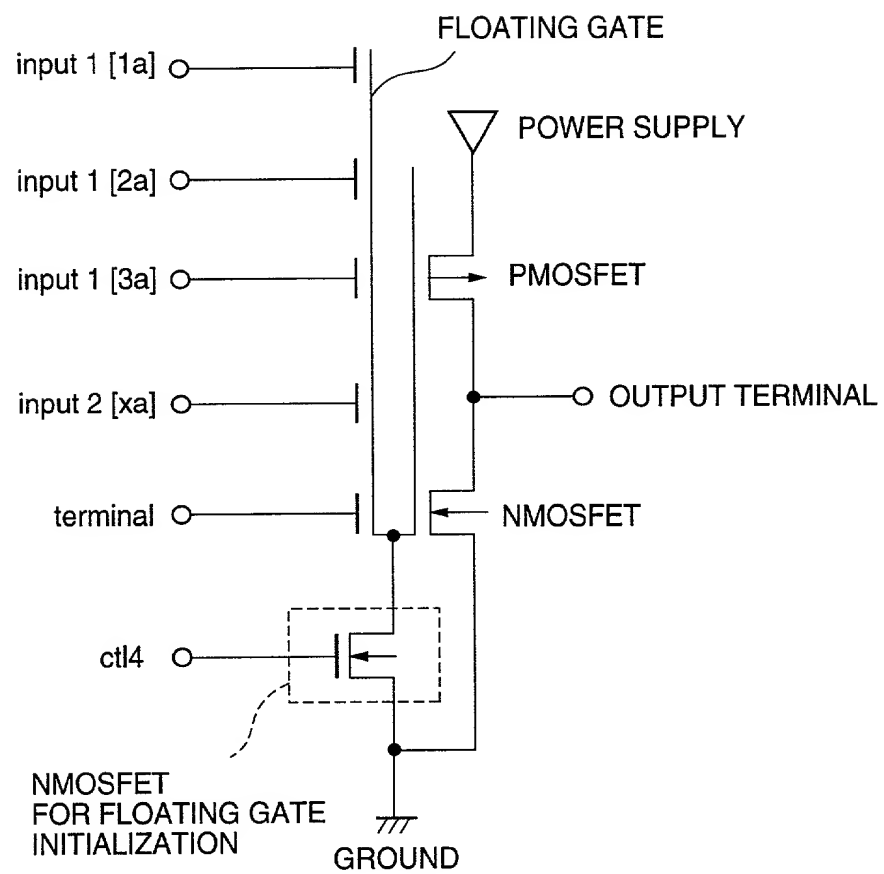 FLOATING GATE
input 1 [1a]
POWER SUPPLY
input 1 [2a]
input 1 [3a]
PMOSFET
input 2 [xa]
OUTPUT TERMINAL
terminal
NMOSFET
ctl4
NMOSFET
FOR FLOATING GATE
INITIALIZATION
GROUND